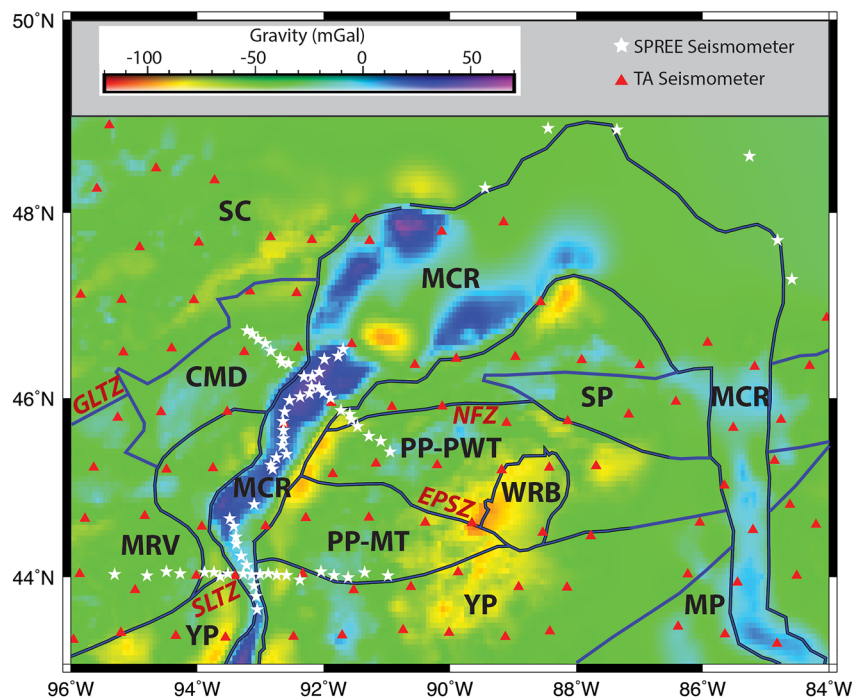 50°N
Gravity (mGal)
-100 -50 0 50
SPREE Seismometer
TA Seismometer
48°N
SC
MCR
CMD
46°N
GLTZ
SP
MCR
NFZ
PP-PWT
MCR
EPSZ
WRB
MRV
PP-MT
44°N
SLTZ
YP
MP
YP
96°W 94°W 92°W 90°W 88°W 86°W 84°W